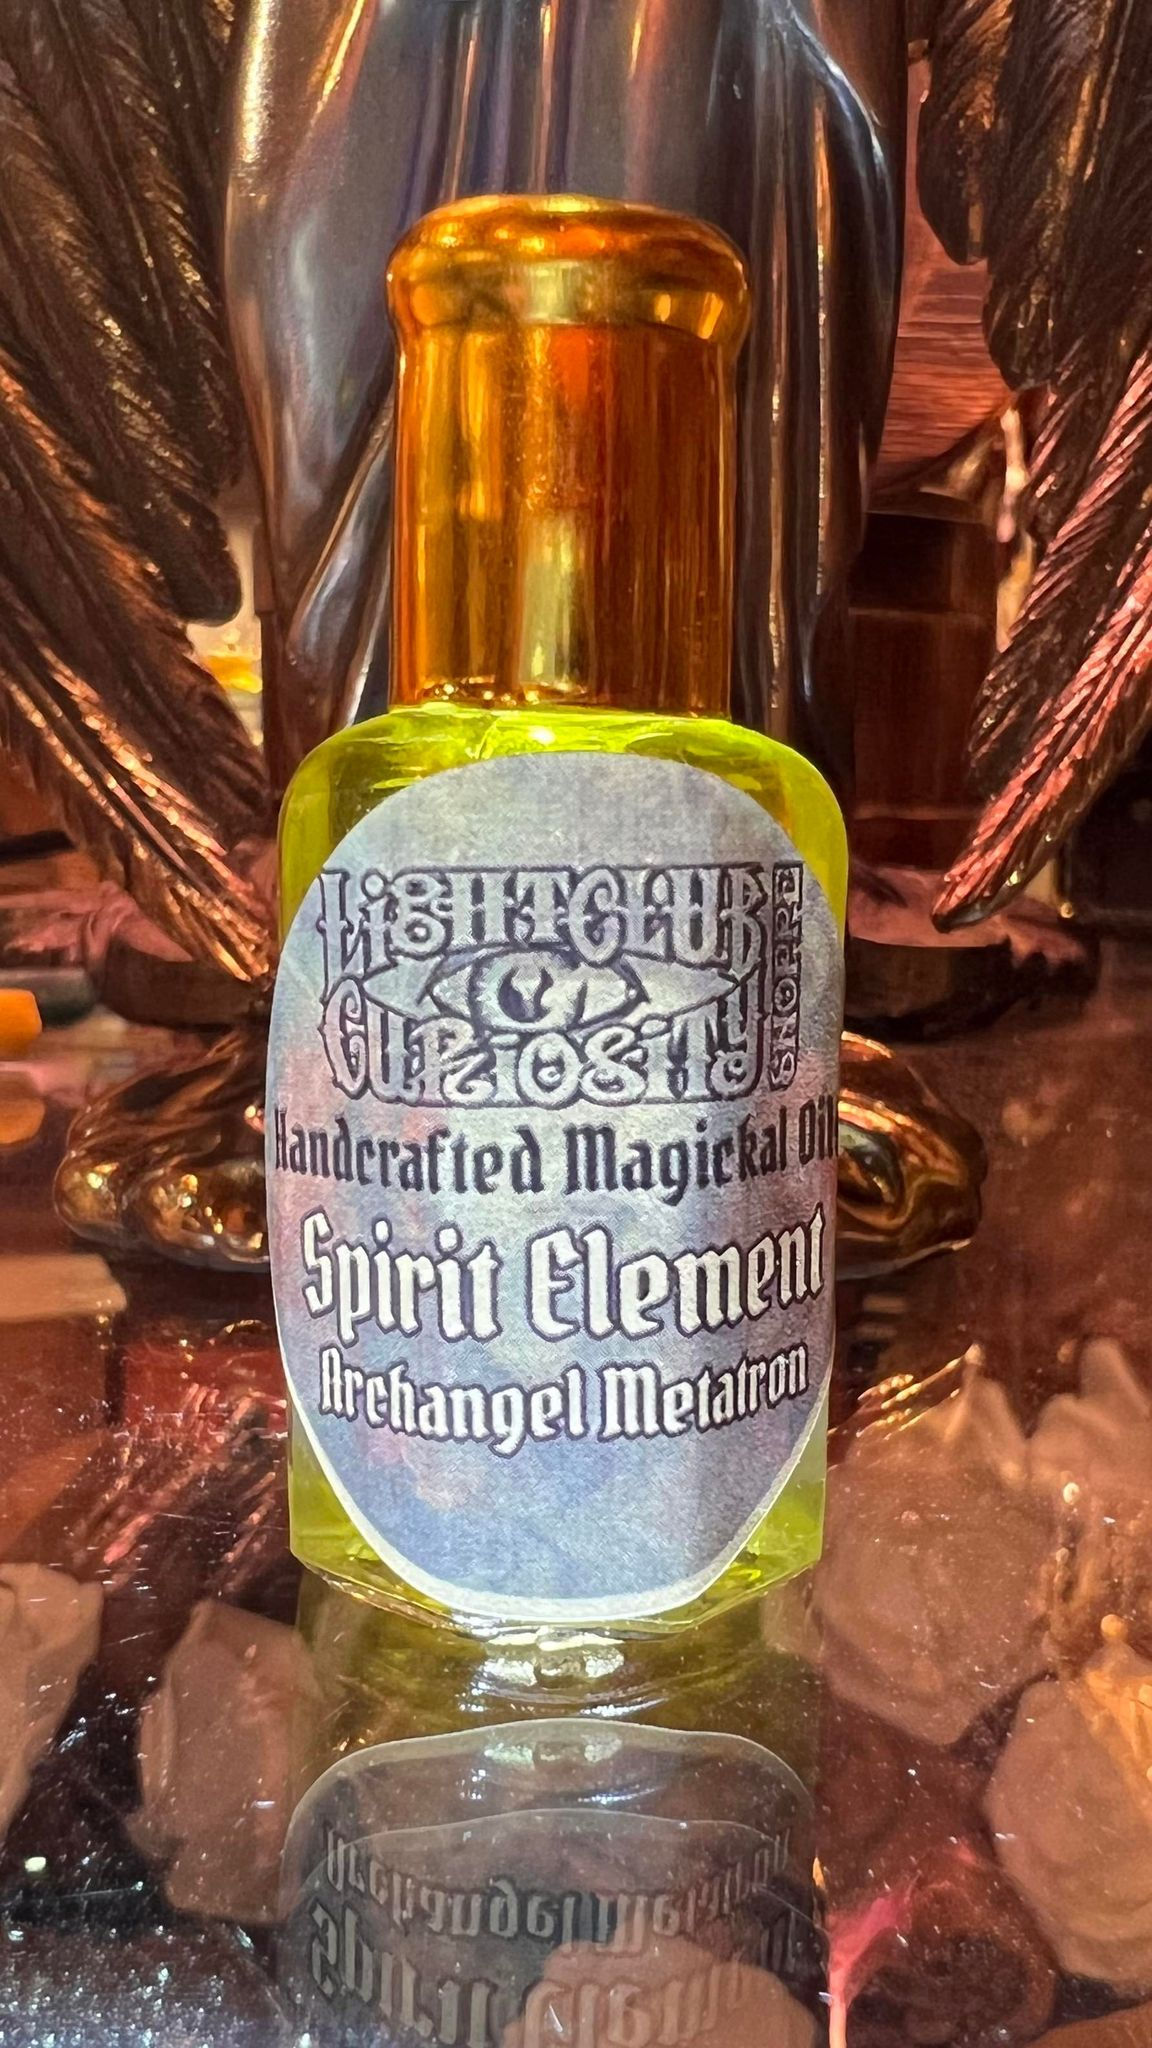 LIGHTCLUB
CURIOSITY
SHOPPE
Handcrafted Magickal Oil
Spirit Element
Archangel Metatron